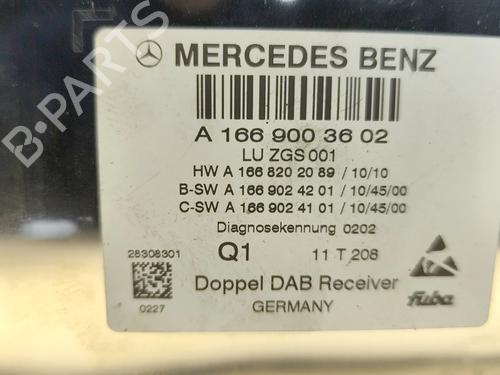 B-PARTS
MERCEDES BENZ
A 166 900 36 02
LU ZGS 001
HW A 166 820 20 89 / 10/10
B-SW A 166 902 42 01 / 10/45/00
C-SW A 166 902 41 01 / 10/45/00
Diagnosekennung 0202
28308301
Q1
11 T 208
0227
Doppel DAB Receiver
GERMANY
fuba